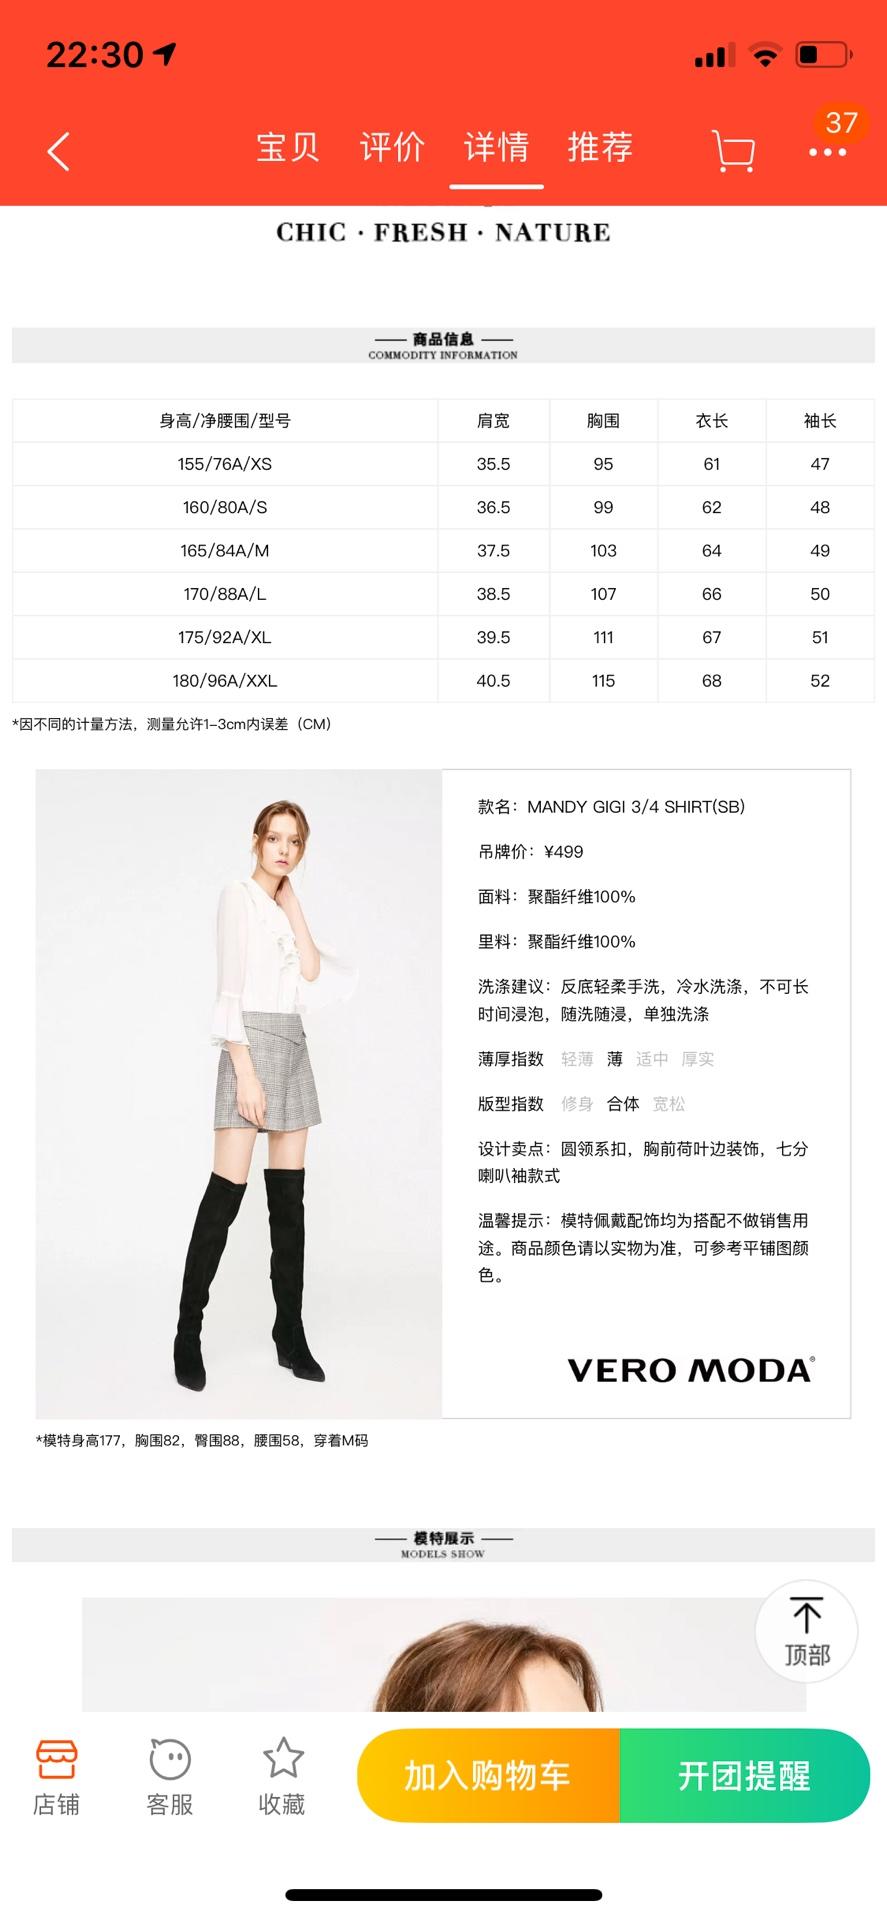 22:30
宝贝 评价 详情 推荐 37
CHIC · FRESH · NATURE
商品信息
COMMODITY INFORMATION
身高/净腰围/型号 肩宽 胸围 衣长 袖长
155/76A/XS 35.5 95 61 47
160/80A/S 36.5 99 62 48
165/84A/M 37.5 103 64 49
170/88A/L 38.5 107 66 50
175/92A/XL 39.5 111 67 51
180/96A/XXL 40.5 115 68 52
*因不同的计量方法，测量允许1-3cm内误差（CM）
款名：MANDY GIGI 3/4 SHIRT(SB)
吊牌价：¥499
面料：聚酯纤维100%
里料：聚酯纤维100%
洗涤建议：反底轻柔手洗，冷水洗涤，不可长
时间浸泡，随洗随浸，单独洗涤
薄厚指数 轻薄 薄 适中 厚实
版型指数 修身 合体 宽松
设计卖点：圆领系扣，胸前荷叶边装饰，七分
喇叭袖款式
温馨提示：模特佩戴配饰均为搭配不做销售用
途。商品颜色请以实物为准，可参考平铺图颜
色。
VERO MODA®
*模特身高177，胸围82，臀围88，腰围58，穿着M码
模特展示
MODELS SHOW
顶部
店铺 客服 收藏 加入购物车 开团提醒